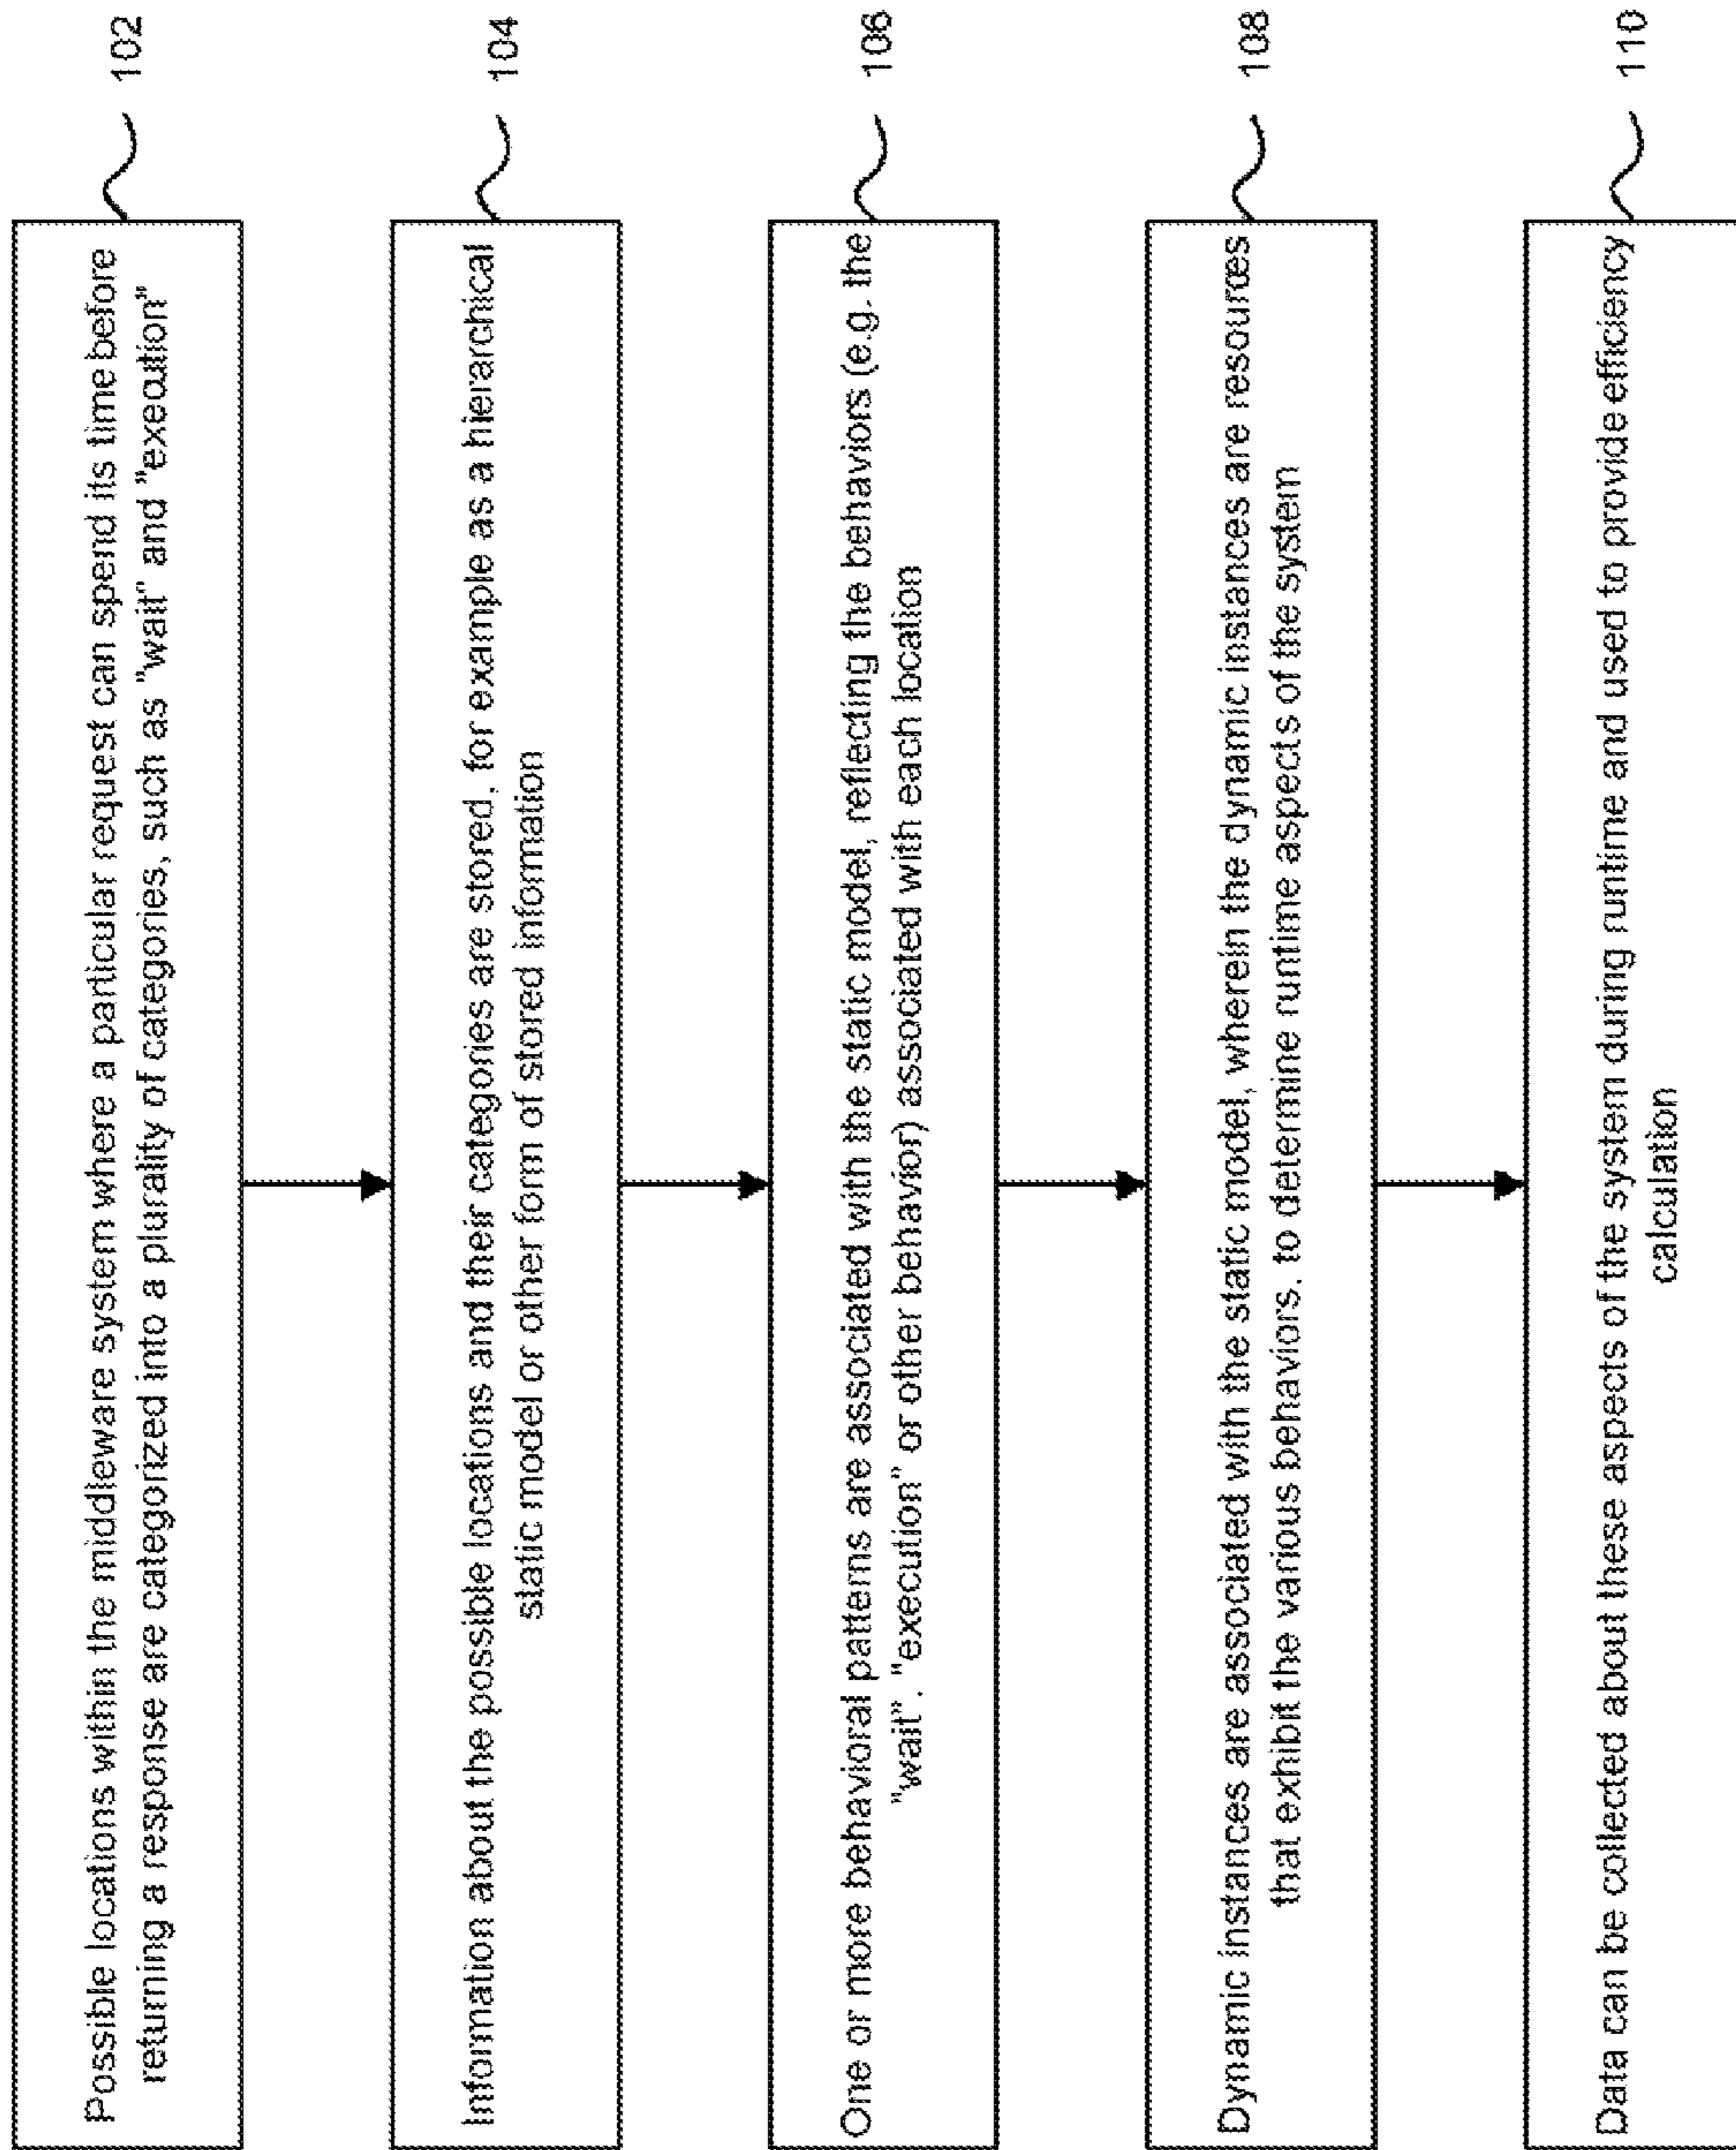 Possible locations within the middleware system where a particular request can spend its time before
returning a response are categorized into a plurality of categories, such as "wait" and "execution"
102
Information about the possible locations and their categories are stored, for example as a hierarchical
static model or other form of stored information
104
One or more behavioral patterns are associated with the static model, reflecting the behaviors (e.g. the
"wait". "execution" or other behavior) associated with each location
106
Dynamic instances are associated with the static model, wherein the dynamic instances are resources
that exhibit the various behaviors. to determine runtime aspects of the system
108
Data can be collected about these aspects of the system during runtime and used to provide efficiency
calculation
110